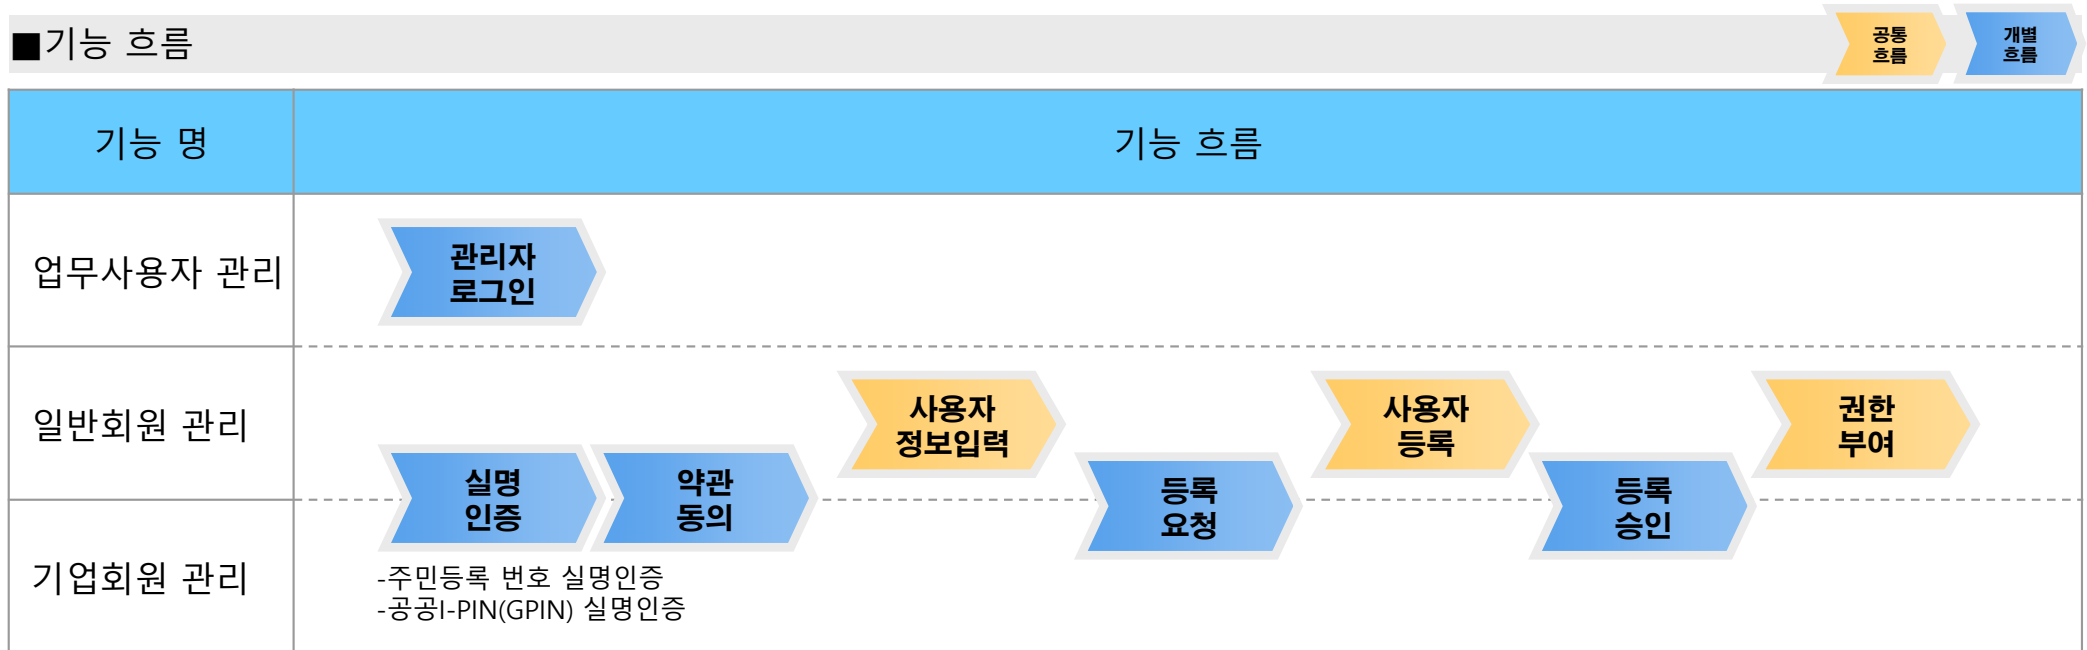 ■기능 흐름
공통
흐름
개별
흐름
기능 명
기능 흐름
업무사용자 관리
관리자
로그인
일반회원 관리
사용자
정보입력
사용자
등록
권한
부여
실명
인증
약관
동의
등록
요청
등록
승인
기업회원 관리
-주민등록 번호 실명인증
-공공I-PIN(GPIN) 실명인증